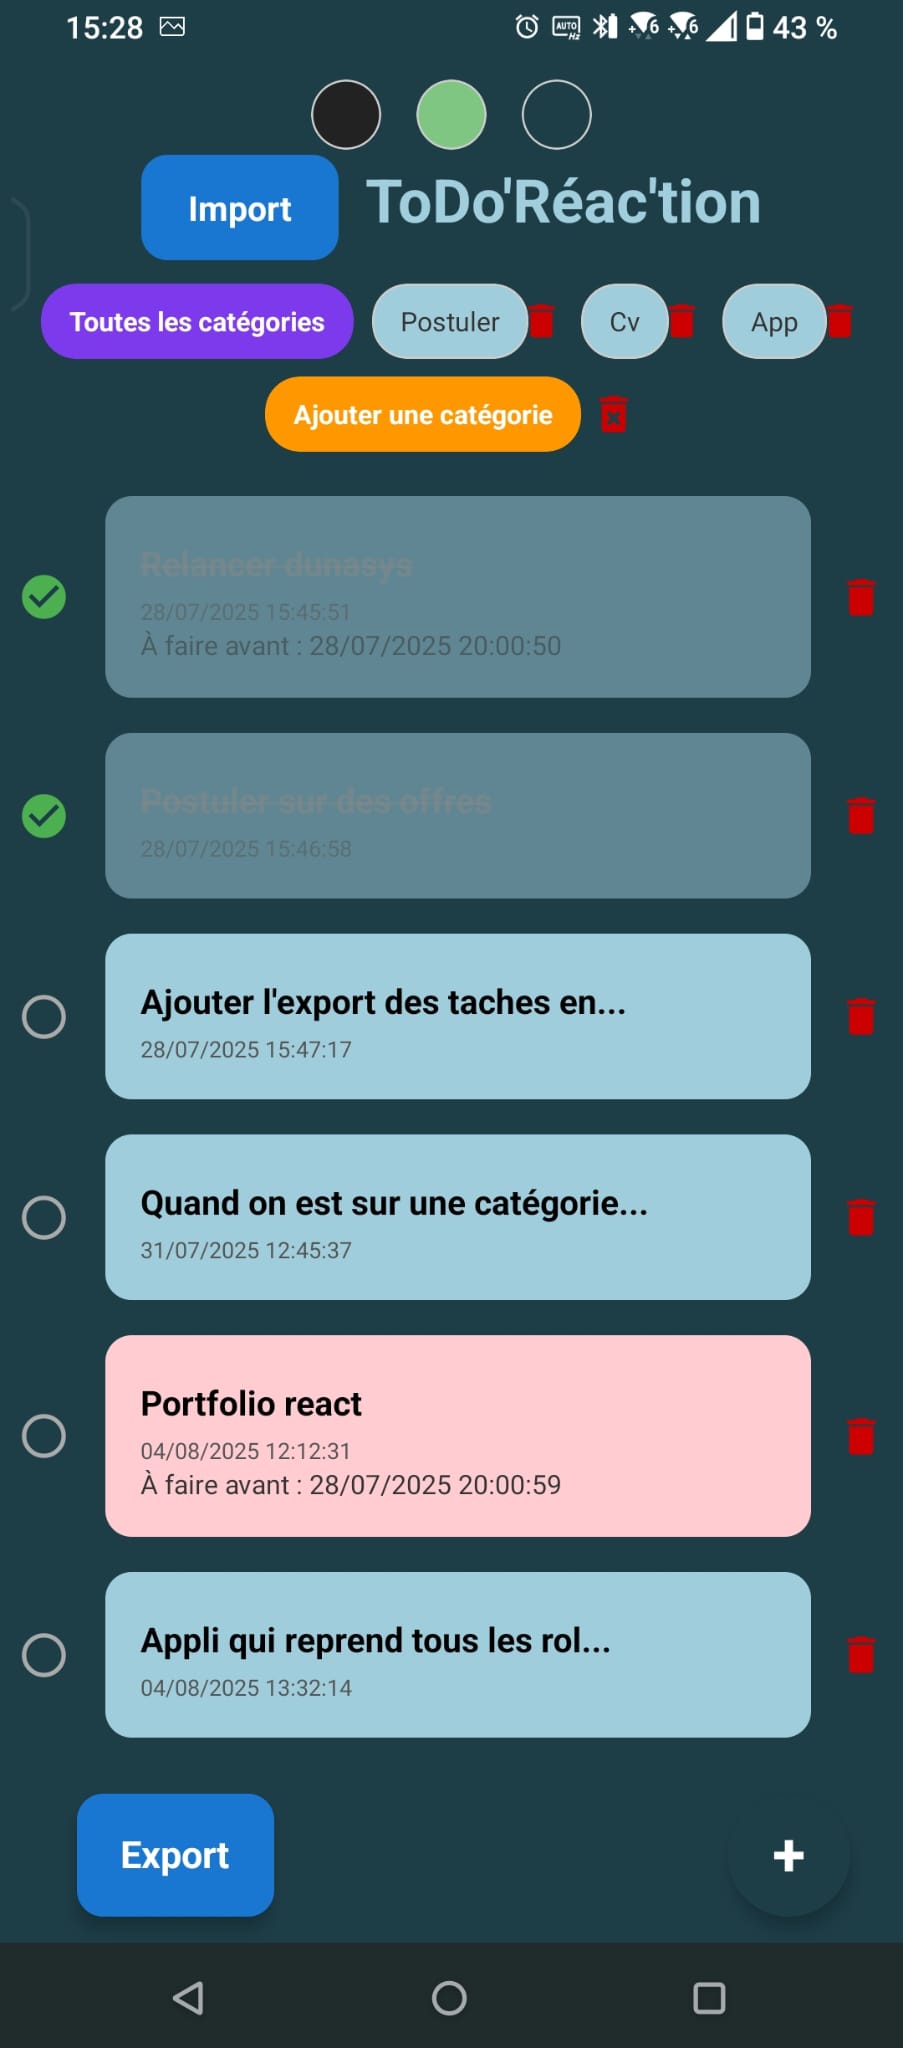 15:28
AUTO Hz 6 6 43 %
Import
ToDo'Réac'tion
Toutes les catégories Postuler Cv App
Ajouter une catégorie
Relancer dunasys
28/07/2025 15:45:51
À faire avant : 28/07/2025 20:00:50
Postuler sur des offres
28/07/2025 15:46:58
Ajouter l'export des taches en...
28/07/2025 15:47:17
Quand on est sur une catégorie...
31/07/2025 12:45:37
Portfolio react
04/08/2025 12:12:31
À faire avant : 28/07/2025 20:00:59
Appli qui reprend tous les rol...
04/08/2025 13:32:14
Export
+